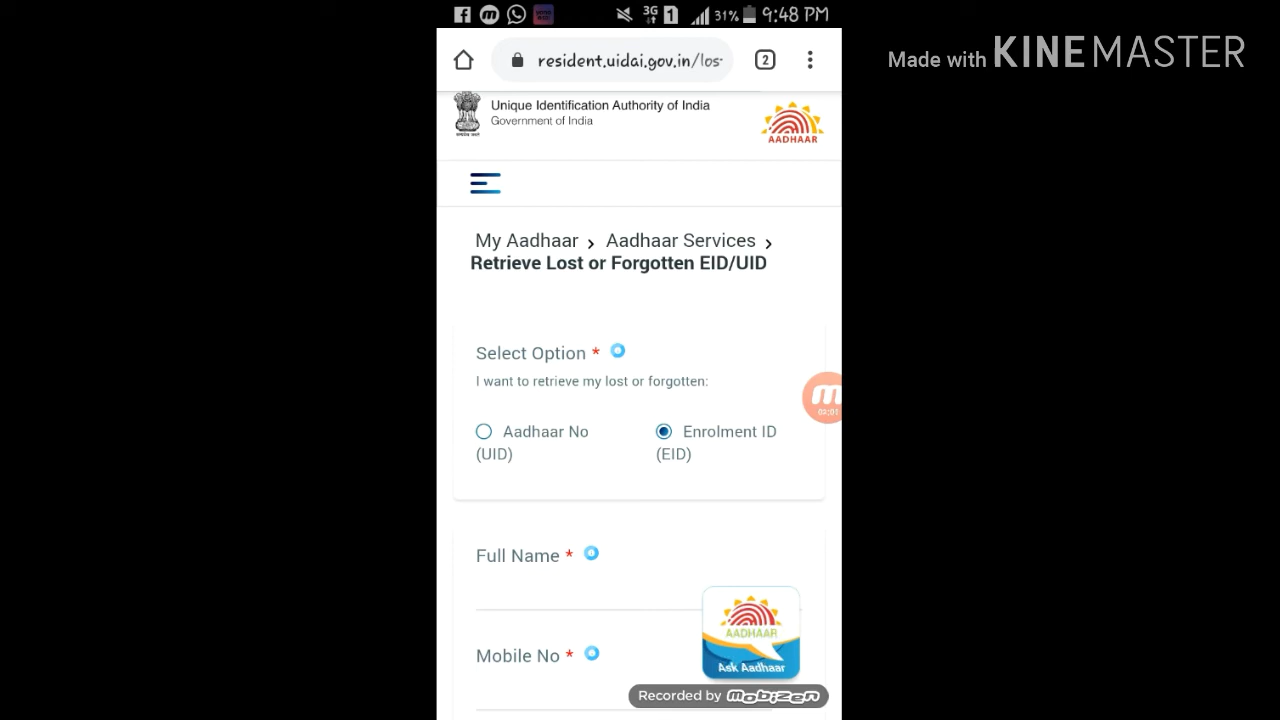 3G 1 31% 9:48 PM
Made with KINEMASTER
resident.uidai.gov.in/los
2
Unique Identification Authority of India
Government of India
AADHAAR
My Aadhaar › Aadhaar Services ›
Retrieve Lost or Forgotten EID/UID
Select Option *
I want to retrieve my lost or forgotten:
Aadhaar No
(UID)
Enrolment ID
(EID)
Full Name *
AADHAAR
Ask Aadhaar
Mobile No *
Recorded by Mobizen